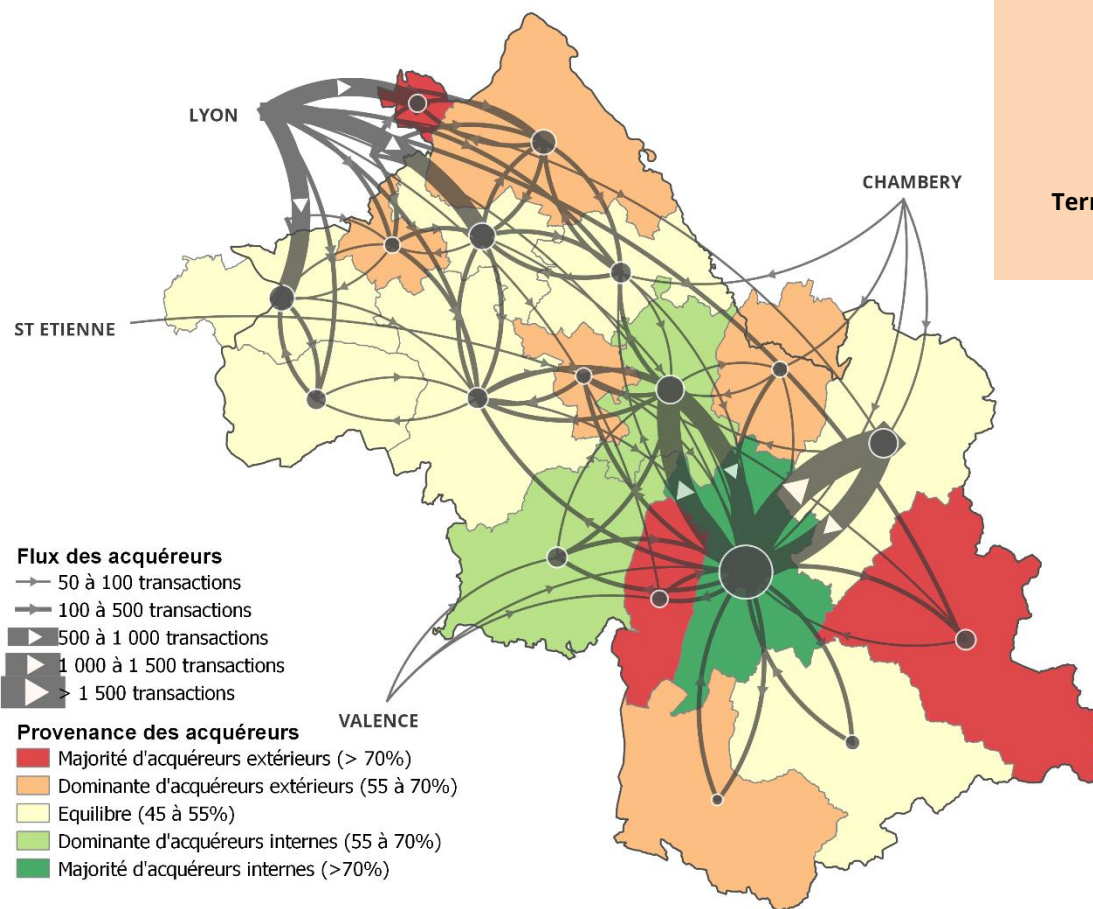 LYON
CHAMBERY
Terr
ST ETIENNE
Flux des acquéreurs
50 à 100 transactions
100 à 500 transactions
500 à 1 000 transactions
1 000 à 1 500 transactions
> 1 500 transactions
VALENCE
Provenance des acquéreurs
Majorité d'acquéreurs extérieurs (> 70%)
Dominante d'acquéreurs extérieurs (55 à 70%)
Equilibre (45 à 55%)
Dominante d'acquéreurs internes (55 à 70%)
Majorité d'acquéreurs internes (>70%)